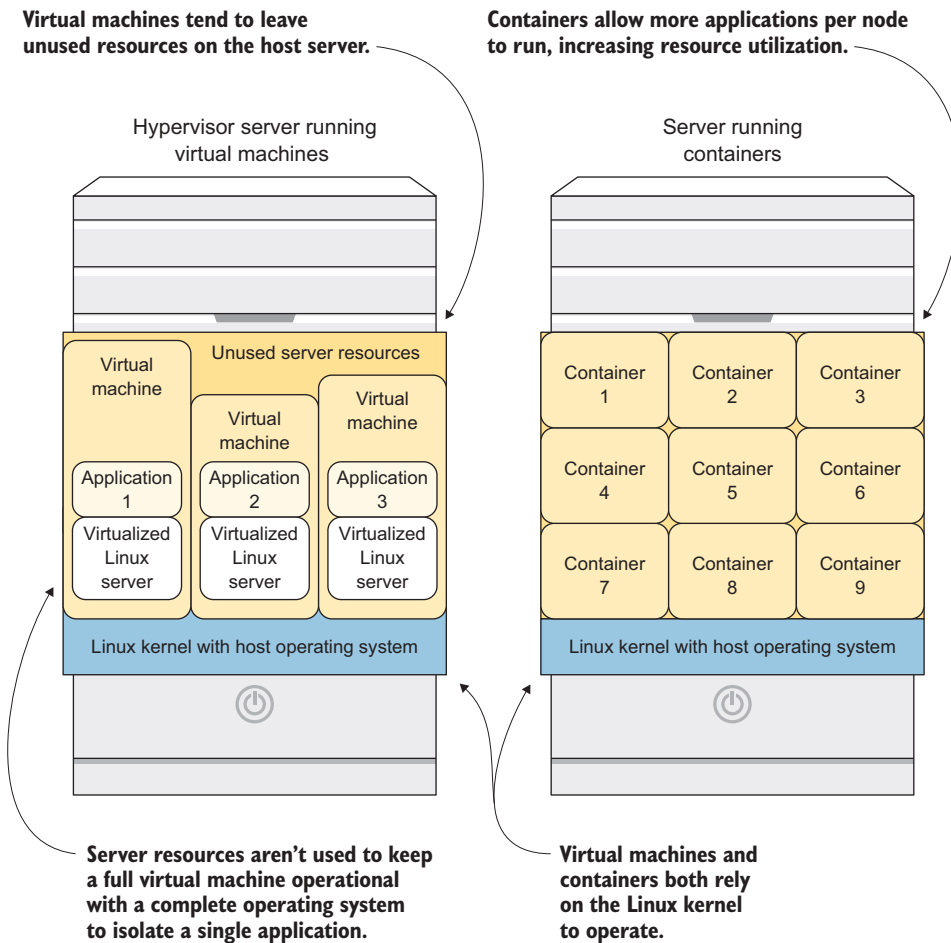 Virtual machines tend to leave
unused resources on the host server.
Containers allow more applications per node
to run, increasing resource utilization.
Hypervisor server running
virtual machines
Server running
containers
Unused server resources
Virtual
machine
Virtual
machine
Virtual
machine
Application
1
Application
2
Application
3
Virtualized
Linux
server
Virtualized
Linux
server
Virtualized
Linux
server
Linux kernel with host operating system
Container
1
Container
2
Container
3
Container
4
Container
5
Container
6
Container
7
Container
8
Container
9
Linux kernel with host operating system
Server resources aren’t used to keep
a full virtual machine operational
with a complete operating system
to isolate a single application.
Virtual machines and
containers both rely
on the Linux kernel
to operate.